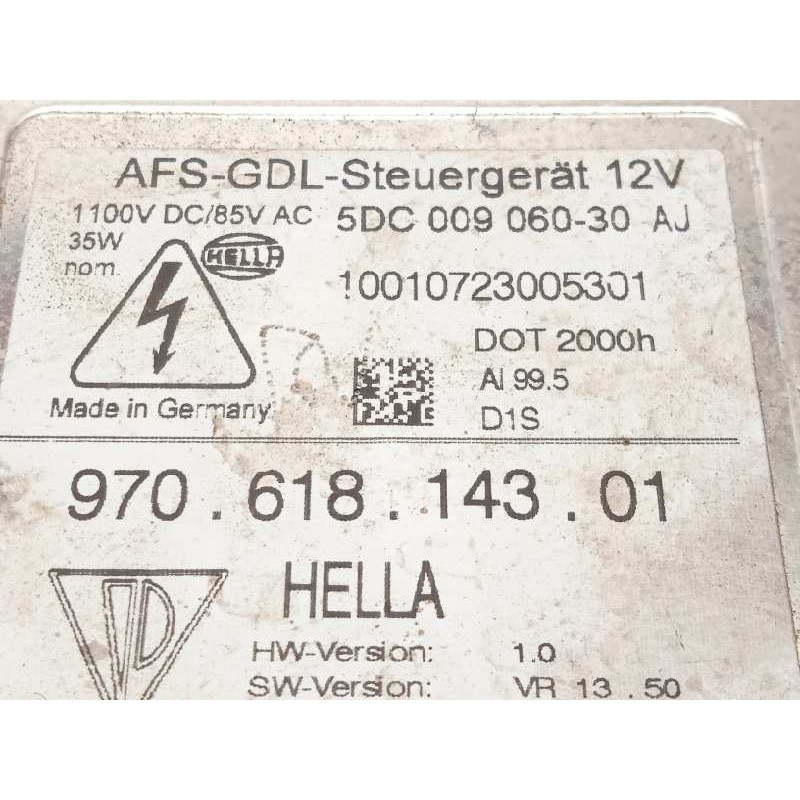 AFS-GDL-Steuergerät 12V
1100V DC/85V AC 5DC 009 060-30 AJ
35W
nom.
HELLA
10010723005301
DOT 2000h
Al 99.5
Made in Germany
D1S
970.618.143.01
HELLA
HW-Version: 1.0
SW-Version: VR 13.50